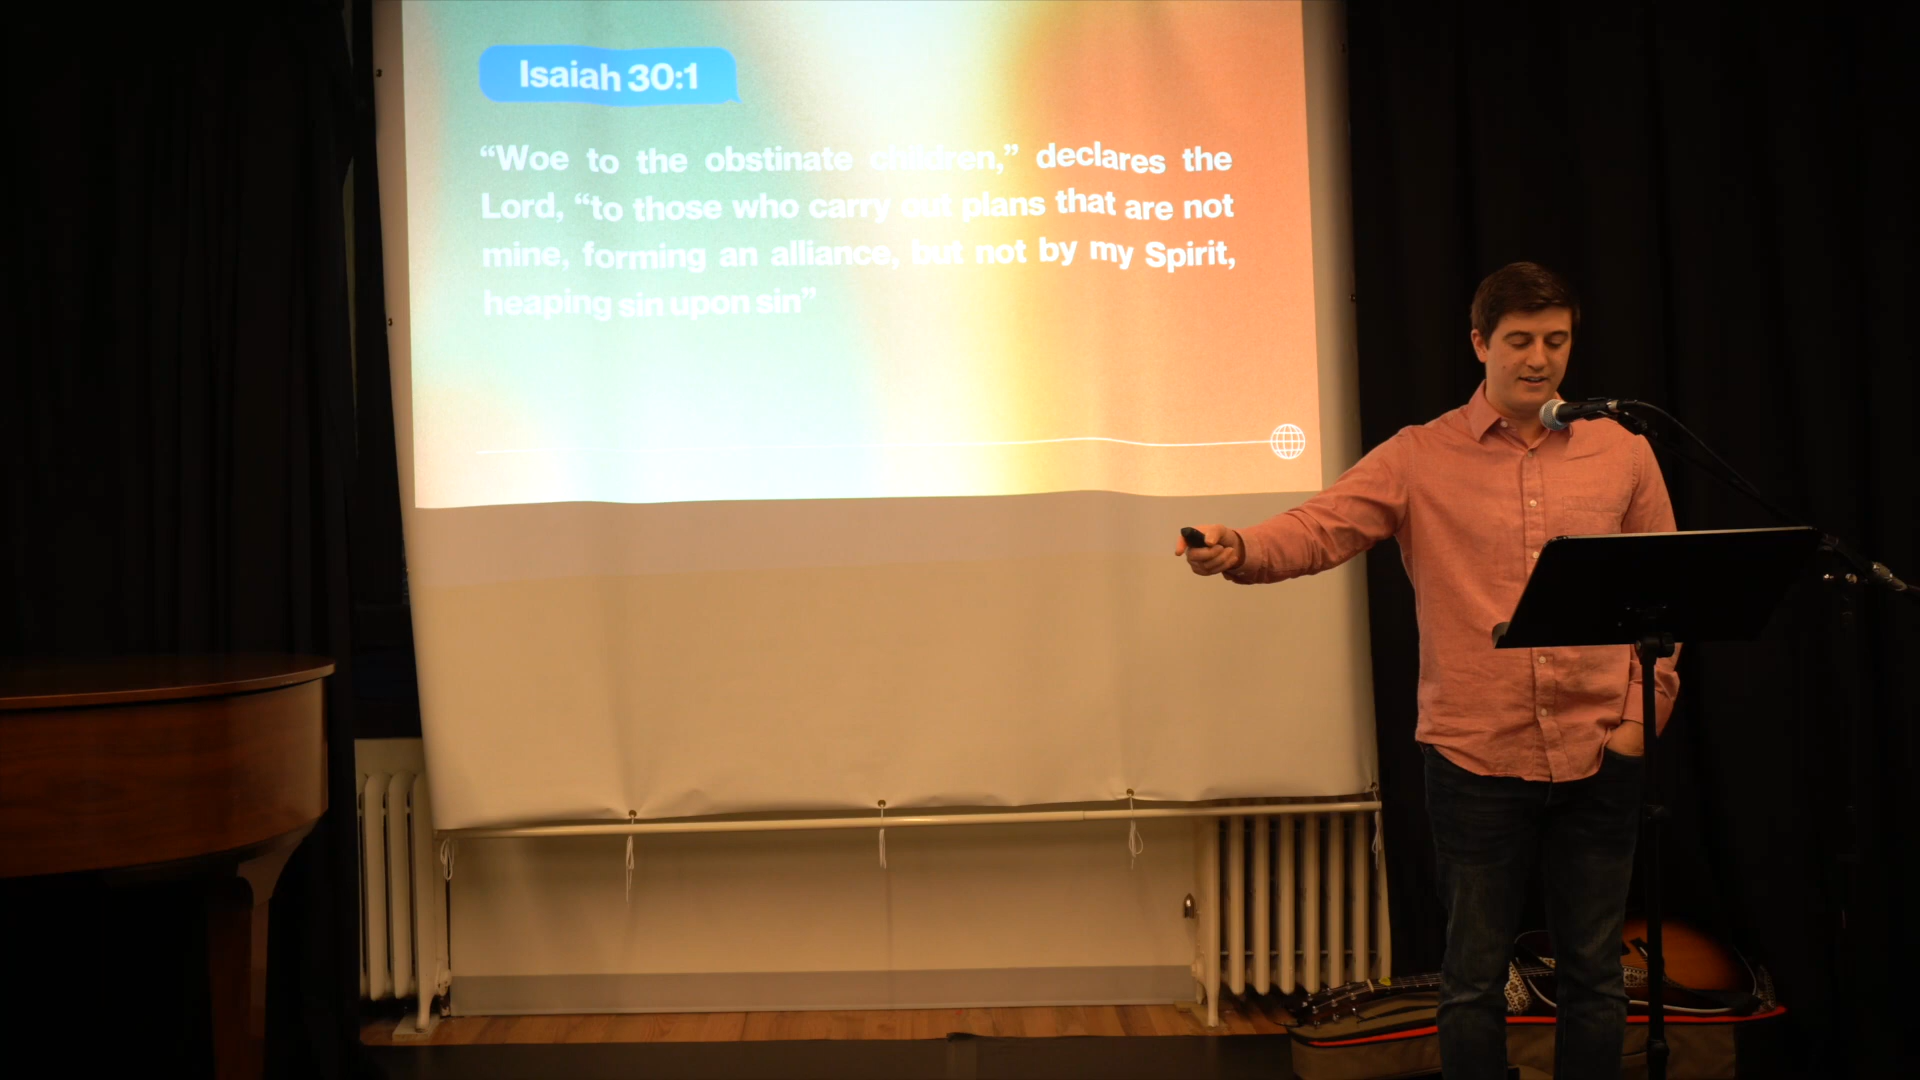 Isaiah 30:1
“Woe to the obstinate children,” declares the
Lord, “to those who carry out plans that are not
mine, forming an alliance, but not by my Spirit,
heaping sin upon sin”